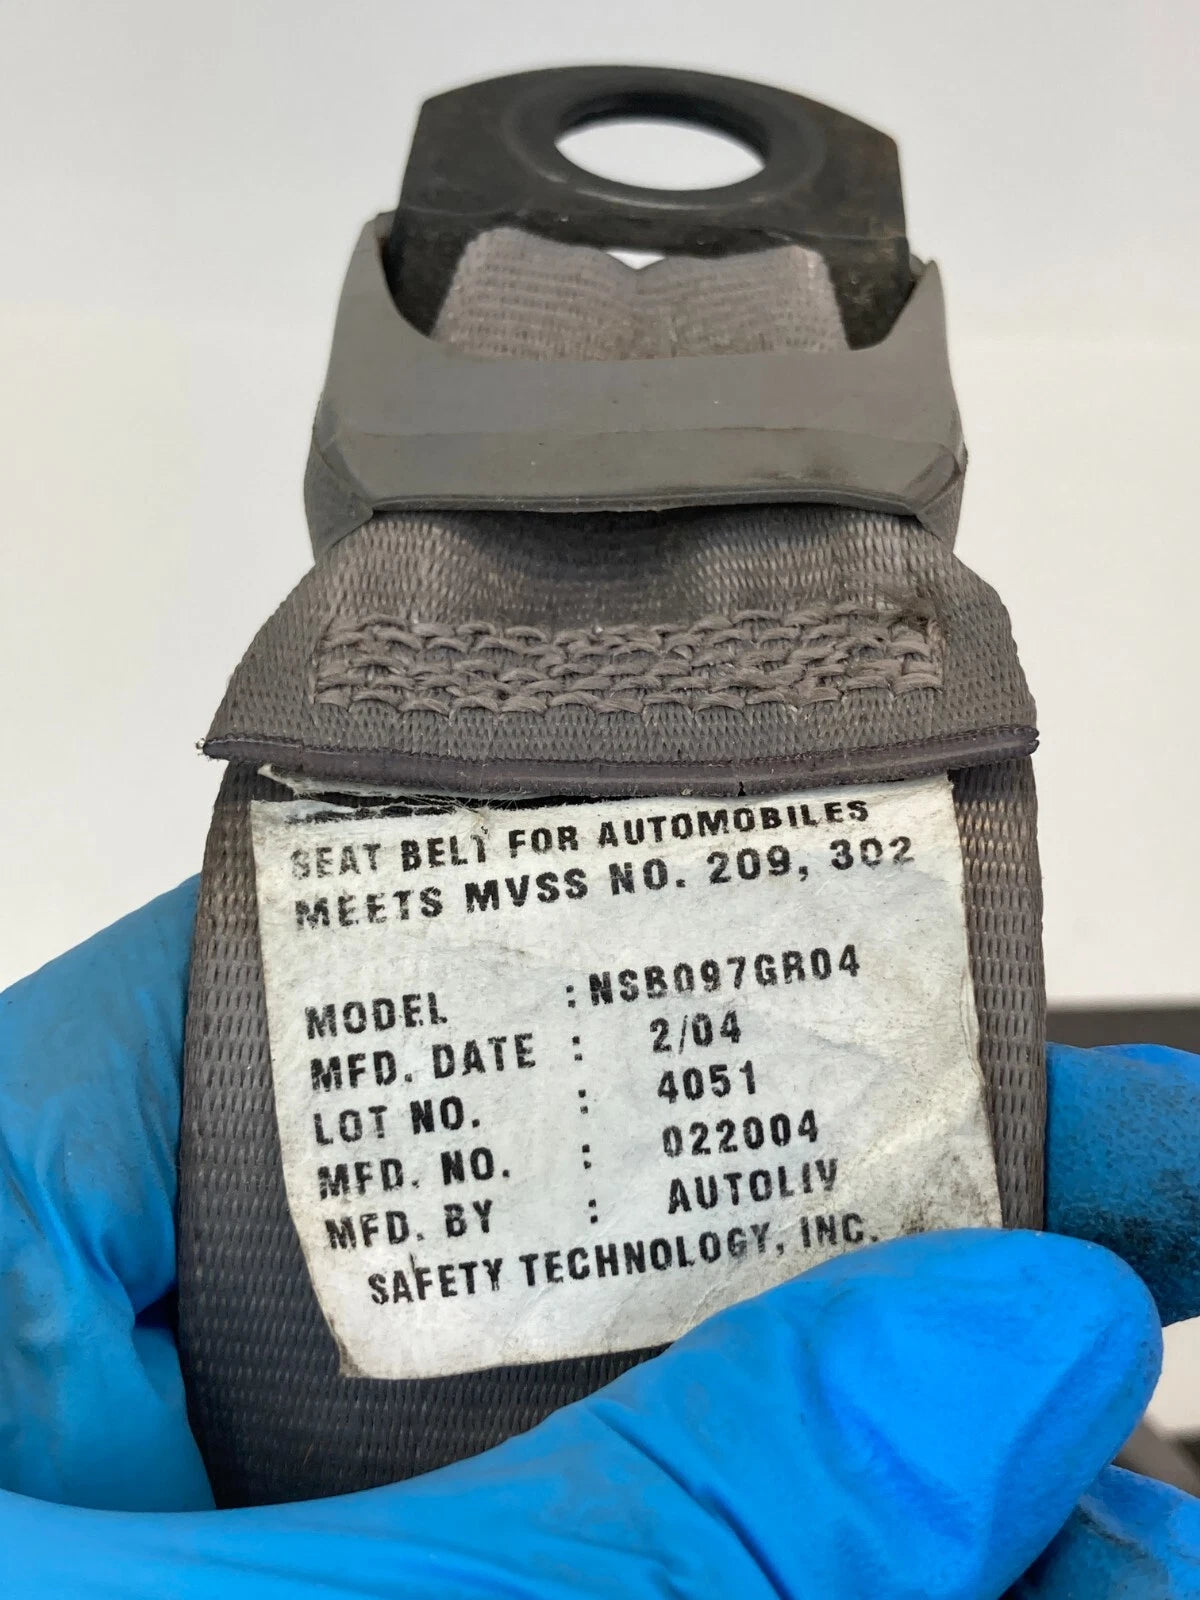 SEAT BELT FOR AUTOMOBILES
MEETS MVSS NO. 209, 302
MODEL : NSB097GR04
MFD. DATE : 2/04
LOT NO. : 4051
MFD. NO. : 022004
MFD. BY : AUTOLIV
SAFETY TECHNOLOGY, INC.